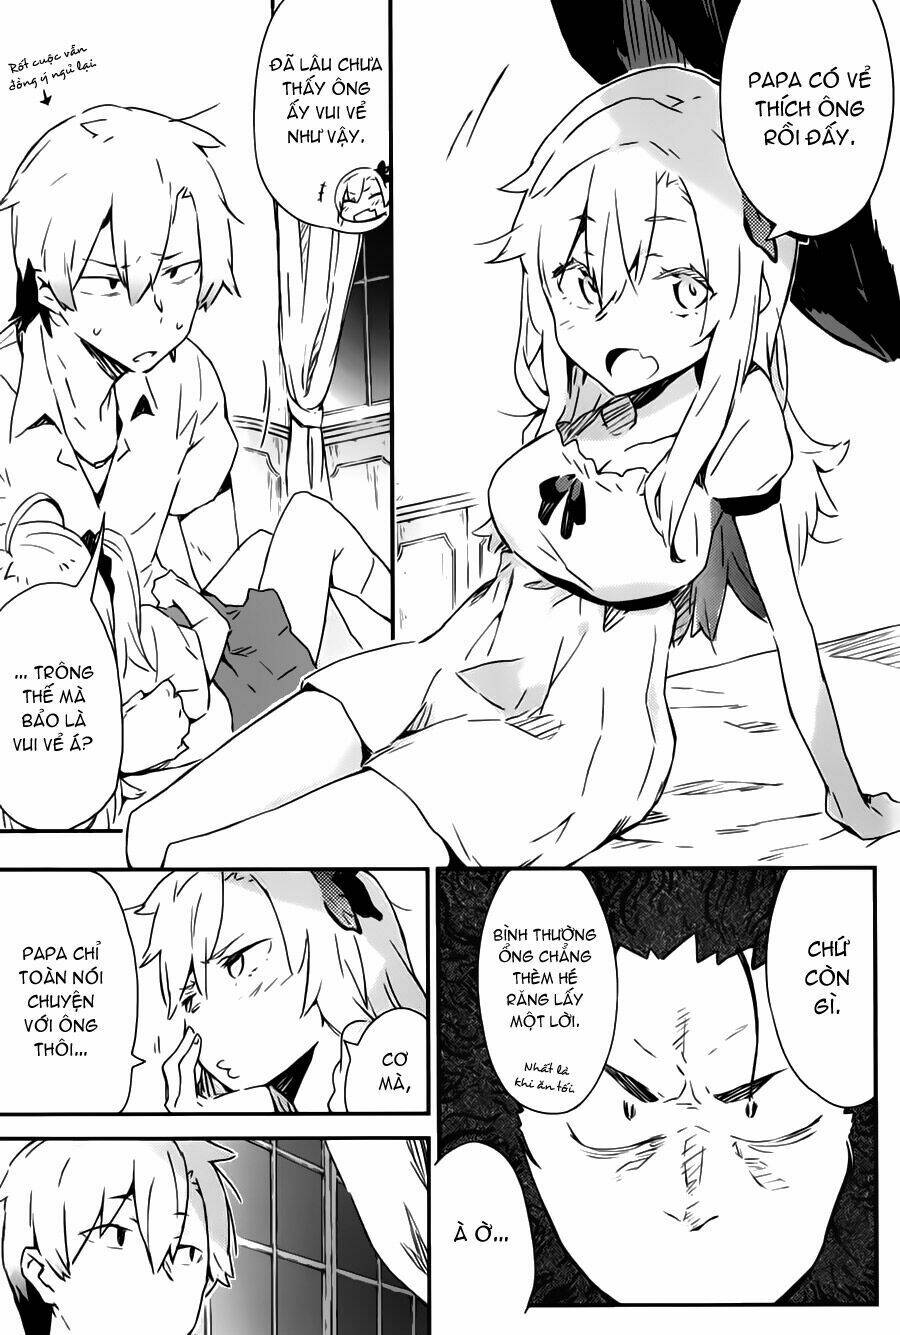 PAPA CÓ VẺ
THÍCH ÔNG
RỒI ĐẤY.
ĐÃ LÂU CHƯA
THẤY ÔNG
ẤY VUI VẺ
NHƯ VẬY.
Rốt cuộc vẫn
đồng ý ngủ lại
... TRÔNG
THẾ MÀ
BẢO LÀ
VUI VẺ Á?
CHỨ
CÒN
GÌ.
BÌNH THƯỜNG
ỔNG CHẲNG
THÈM HÉ
RĂNG LẤY
MỘT LỜI.
Nhất là
khi ăn tối.
À Ờ...
CƠ
MÀ,
PAPA CHỈ
TOÀN NÓI
CHUYỆN
VỚI ÔNG
THÔI...